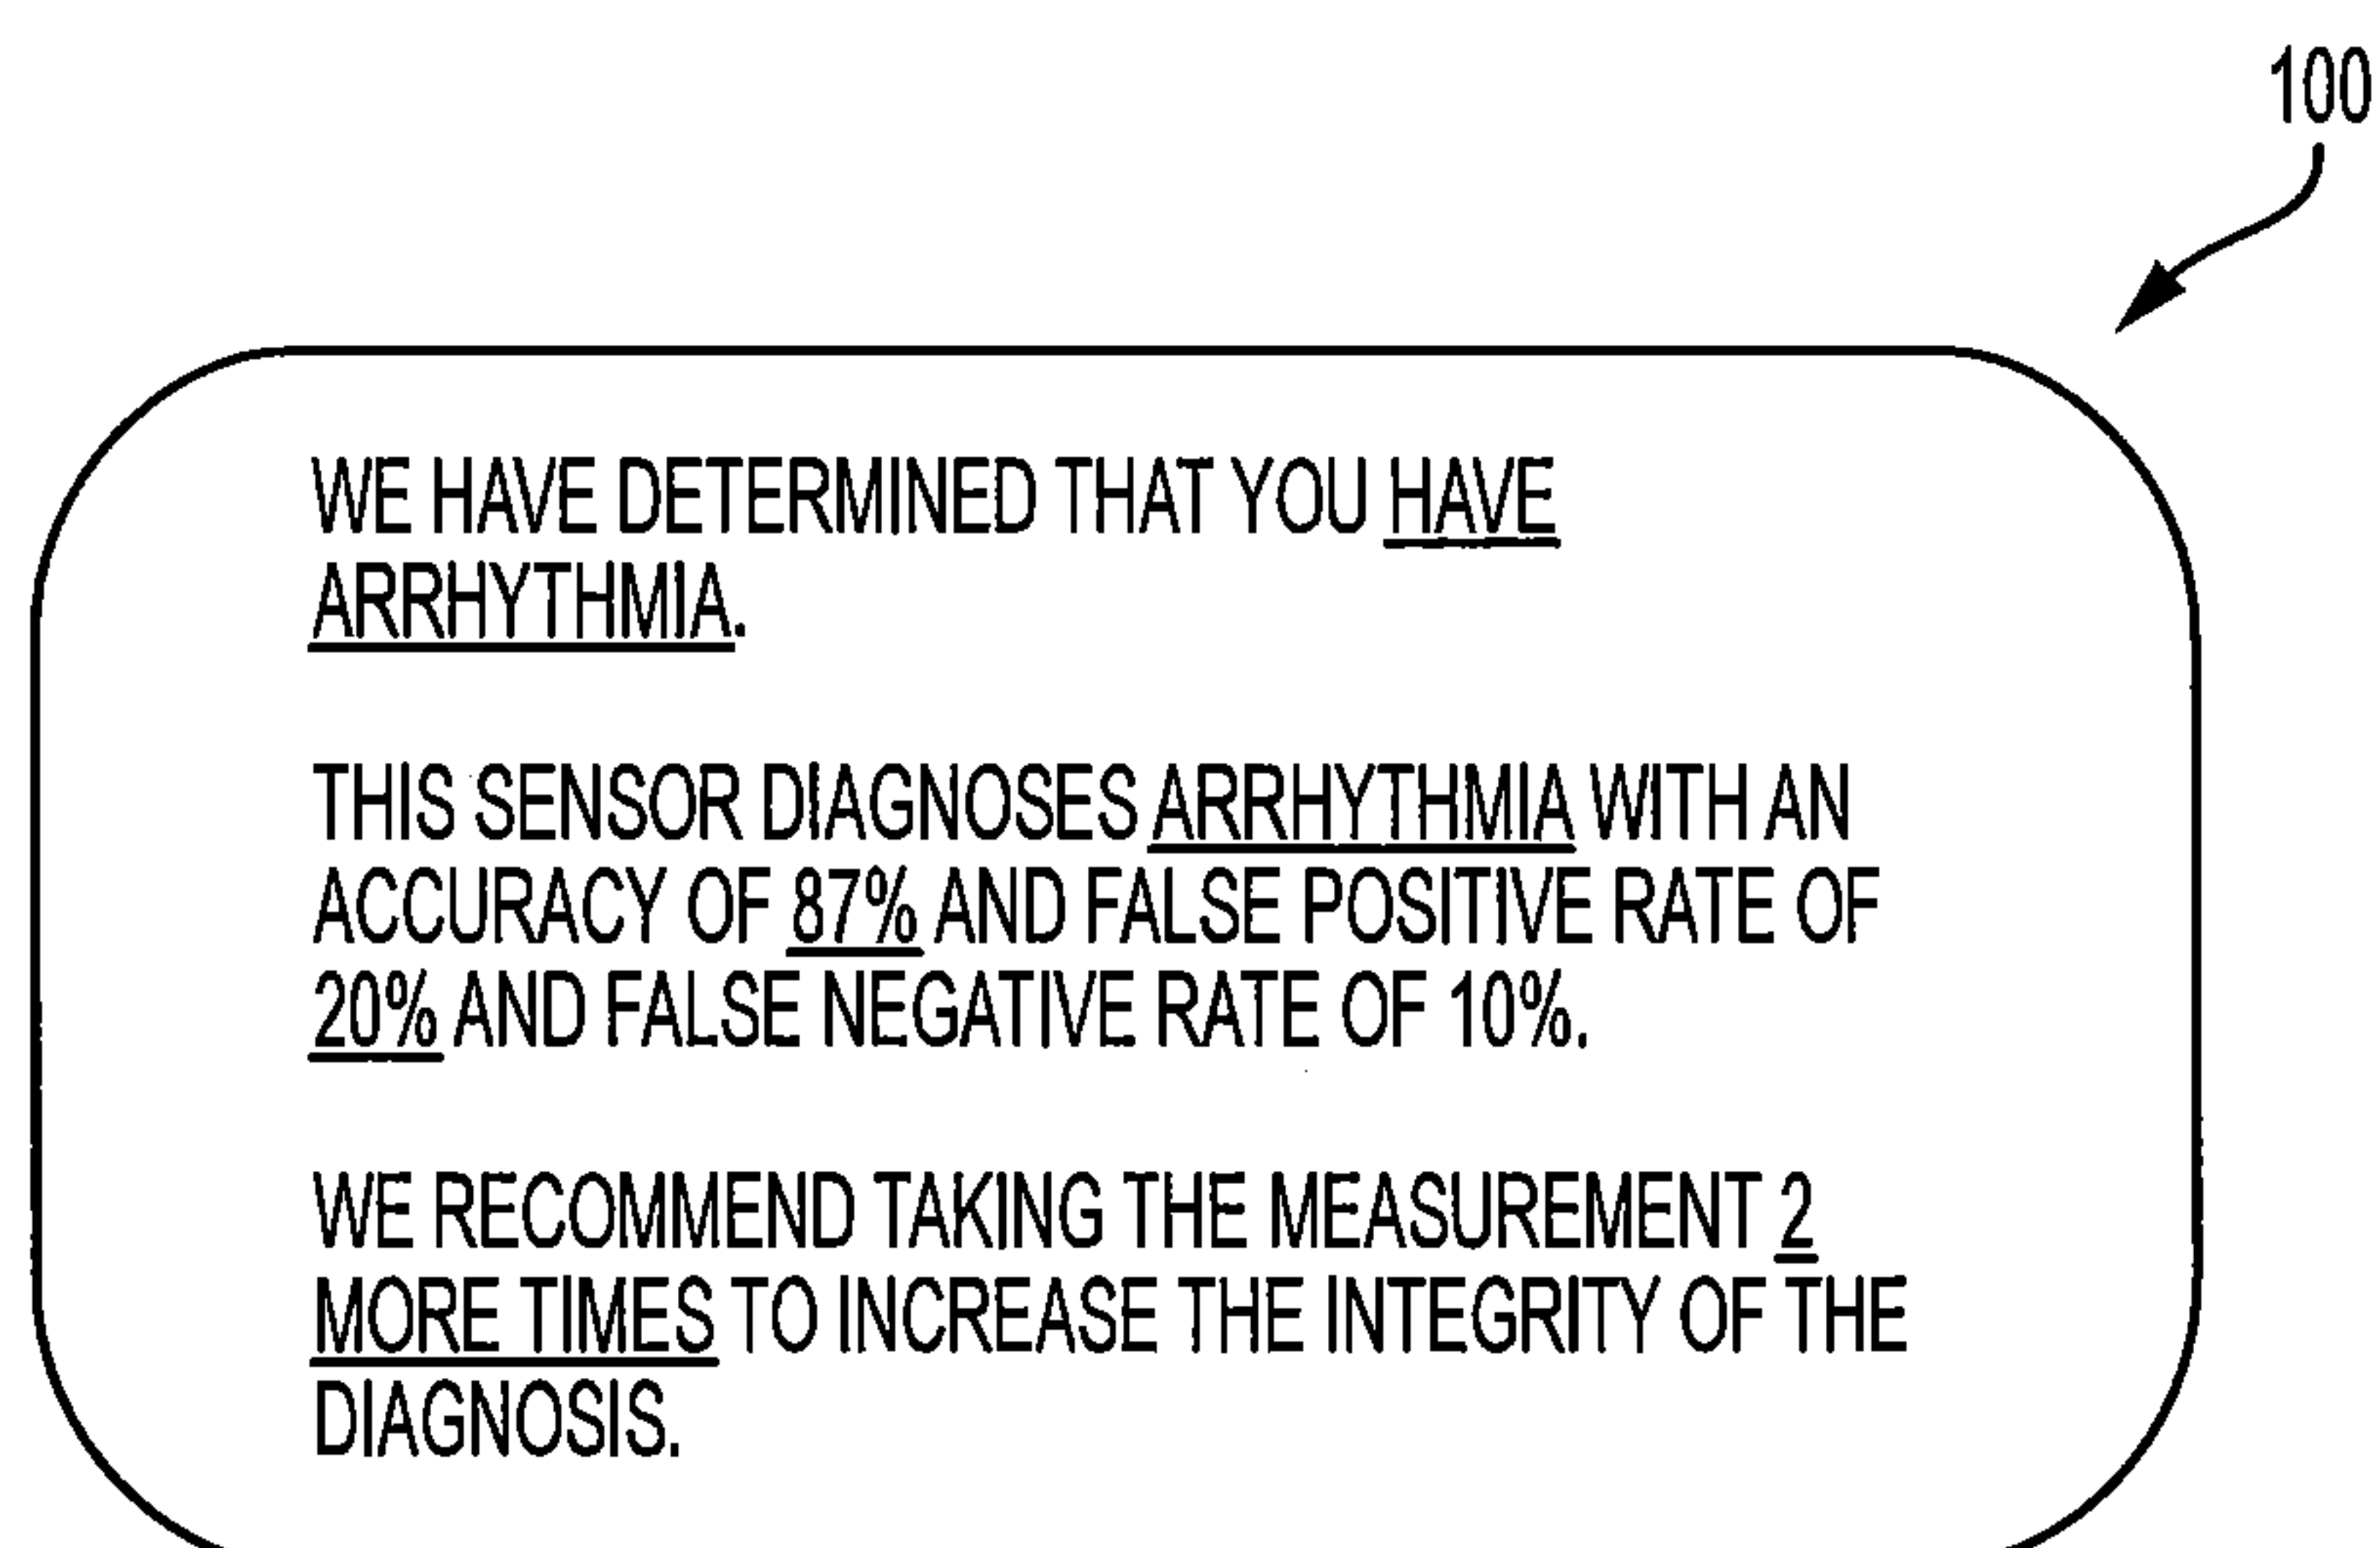 100
WE HAVE DETERMINED THAT YOU HAVE
ARRHYTHMIA.
THIS SENSOR DIAGNOSES ARRHYTHMIA WITH AN
ACCURACY OF 87% AND FALSE POSITIVE RATE OF
20% AND FALSE NEGATIVE RATE OF 10%.
WE RECOMMEND TAKING THE MEASUREMENT 2
MORE TIMES TO INCREASE THE INTEGRITY OF THE
DIAGNOSIS.